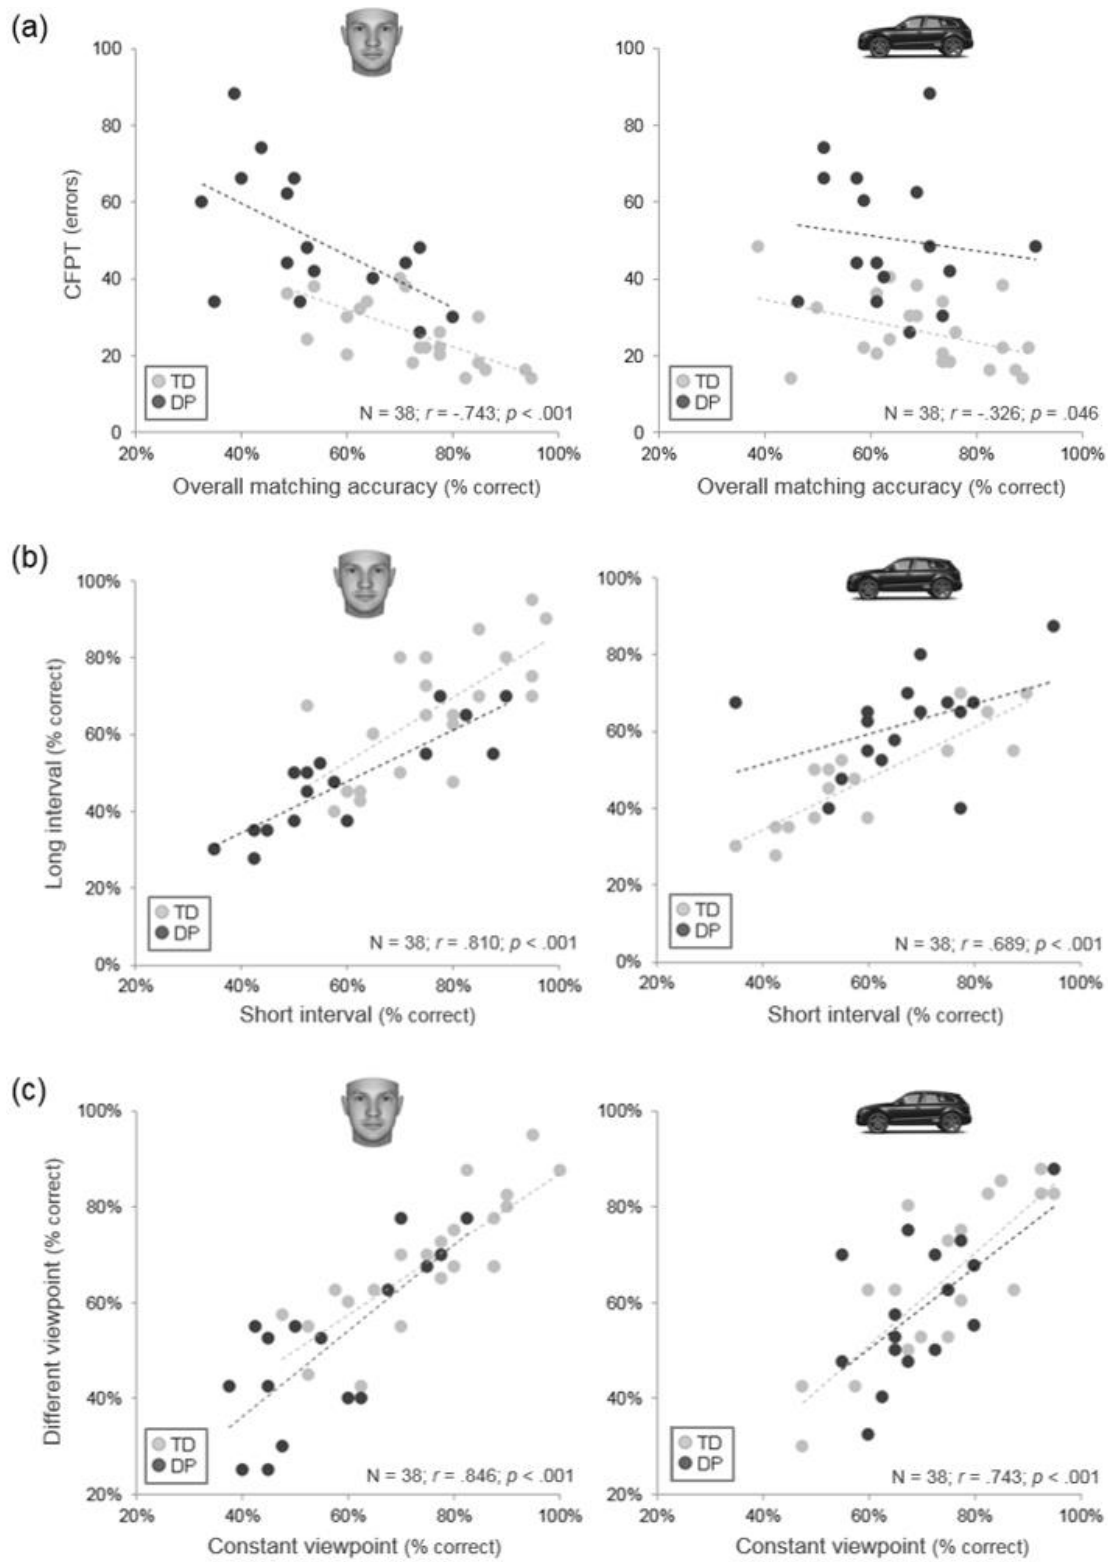 (a)
100
80
60
40
20
0
CFPT (errors)
TD
DP
N = 38; r = -.743; p < .001
20% 40% 60% 80% 100%
Overall matching accuracy (% correct)
100
80
60
40
20
0
TD
DP
N = 38; r = -.326; p = .046
20% 40% 60% 80% 100%
Overall matching accuracy (% correct)
(b)
100%
80%
60%
40%
20%
0%
Long interval (% correct)
TD
DP
N = 38; r = .810; p < .001
20% 40% 60% 80% 100%
Short interval (% correct)
100%
80%
60%
40%
20%
0%
TD
DP
N = 38; r = .689; p < .001
20% 40% 60% 80% 100%
Short interval (% correct)
(c)
100%
80%
60%
40%
20%
Different viewpoint (% correct)
TD
DP
N = 38; r = .846; p < .001
20% 40% 60% 80% 100%
Constant viewpoint (% correct)
100%
80%
60%
40%
20%
TD
DP
N = 38; r = .743; p < .001
20% 40% 60% 80% 100%
Constant viewpoint (% correct)